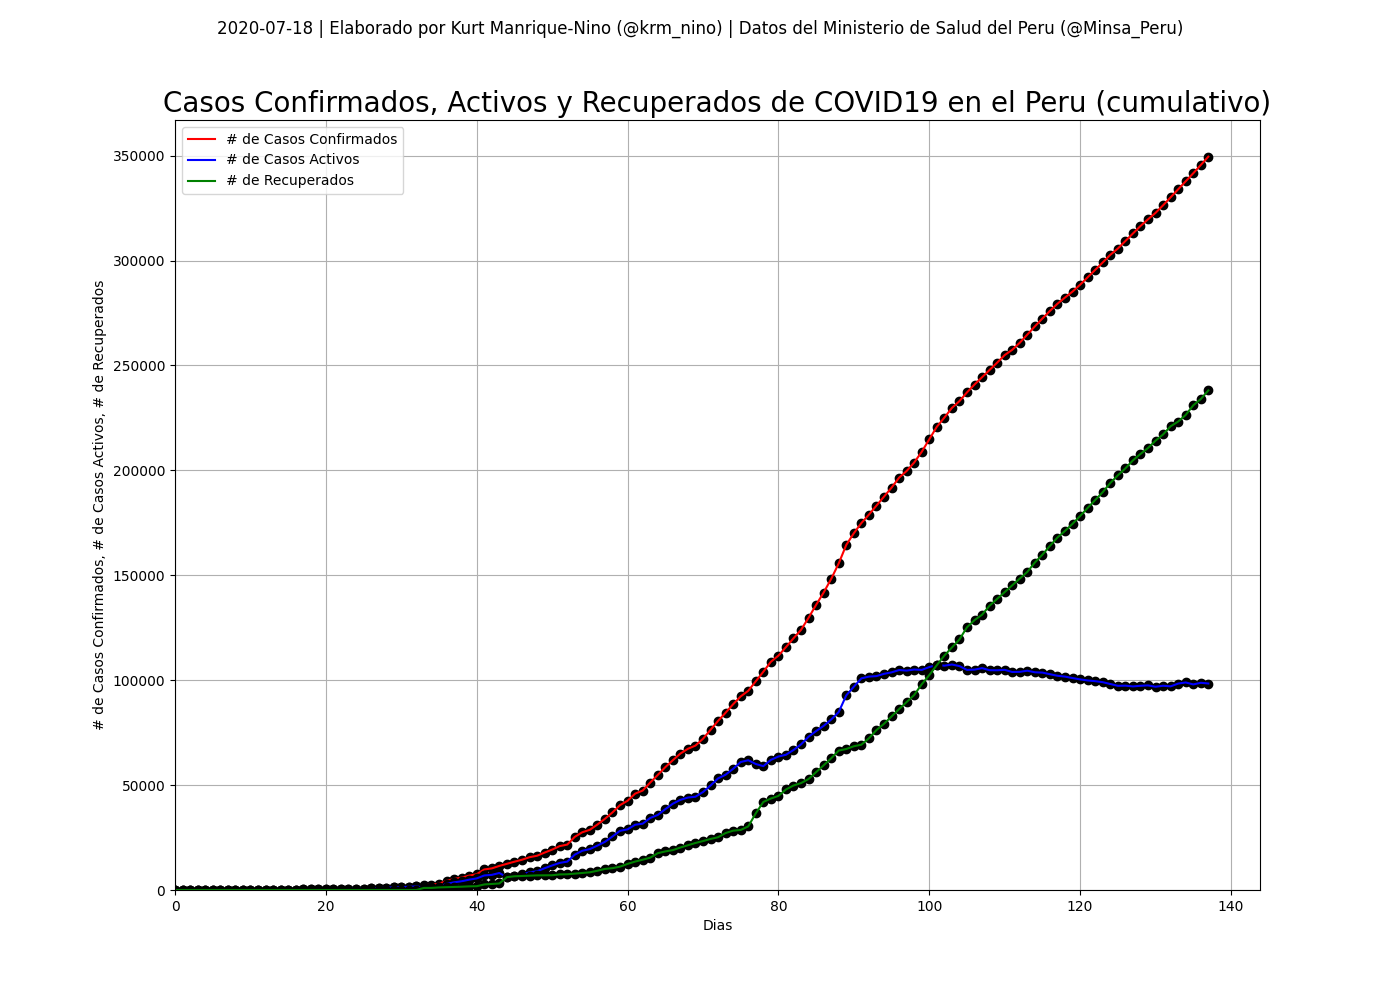 2020-07-18 | Elaborado por Kurt Manrique-Nino (@krm_nino) | Datos del Ministerio de Salud del Peru (@Minsa_Peru)
Casos Confirmados, Activos y Recuperados de COVID19 en el Peru (cumulativo)
# de Casos Confirmados
# de Casos Activos
# de Recuperados
# de Casos Confirmados, # de Casos Activos, # de Recuperados
350000
300000
250000
200000
150000
100000
50000
0
0 20 40 60 80 100 120 140
Dias